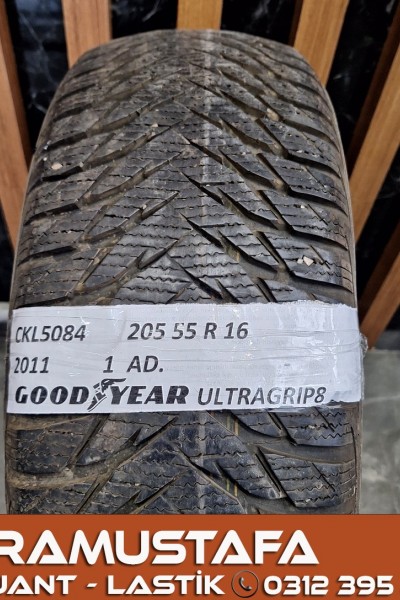 CKL5084 205 55 R 16
2011 1 AD.
GOODYEAR ULTRAGRIP8
RAMUSTAFA
JANT - LASTİK 0312 395